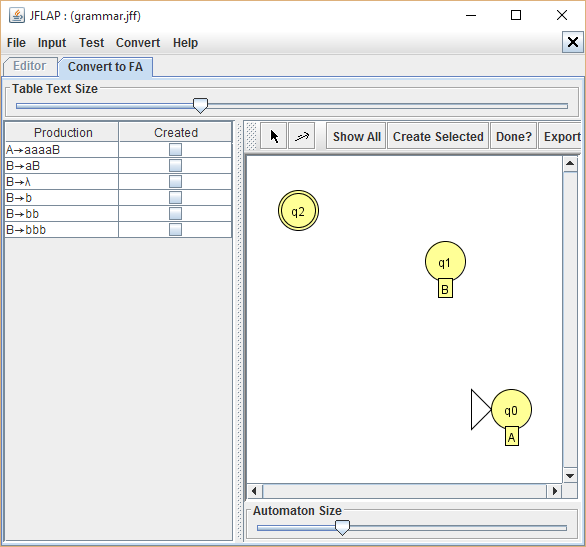 JFLAP : (grammar.jff)
File Input Test Convert Help
Editor Convert to FA
Table Text Size
Production Created
A→aaaaB
B→aB
B→λ
B→b
B→bb
B→bbb
Show All Create Selected Done? Export
q2
q1
B
q0
A
Automaton Size